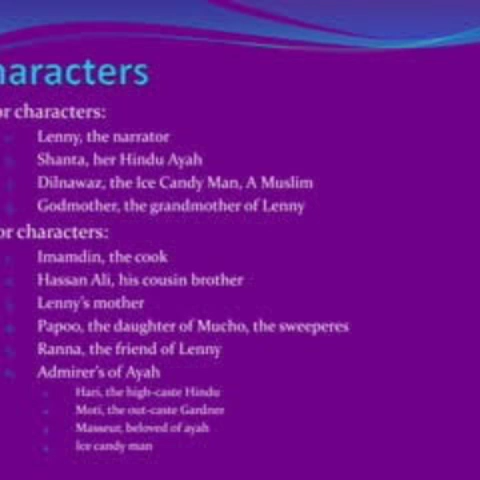 haracters
or characters:
Lenny, the narrator
Shanta, her Hindu Ayah
Dilnawaz, the Ice Candy Man, A Muslim
Godmother, the grandmother of Lenny
or characters:
Imamdin, the cook
Hassan Ali, his cousin brother
Lenny's mother
Papoo, the daughter of Mucho, the sweeperes
Ranna, the friend of Lenny
Admirer's of Ayah
Hari, the high-caste Hindu
Moti, the out-caste Gardner
Masseur, beloved of ayah
Ice candy man